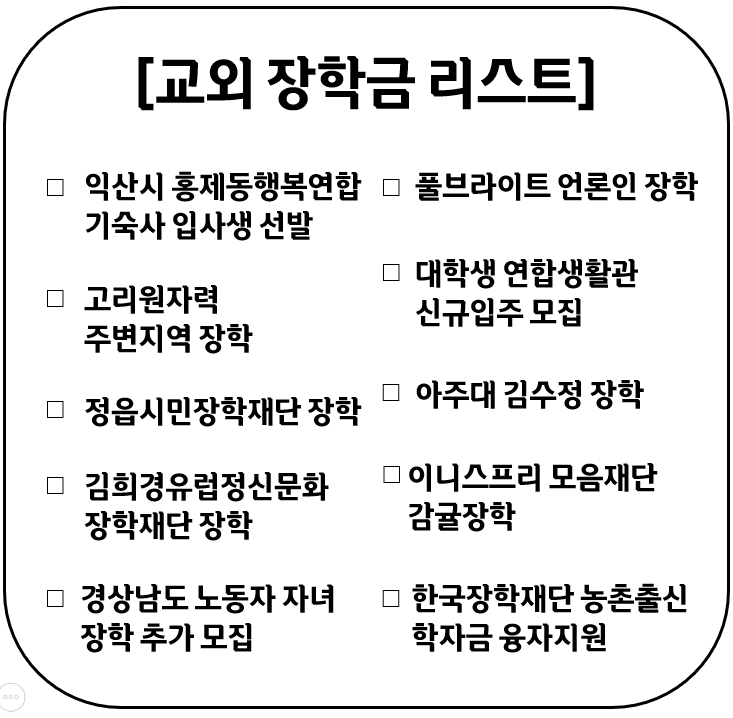 [교외 장학금 리스트]
□ 익산시 홍제동행복연합
기숙사 입사생 선발
□ 고리원자력
주변지역 장학
□ 정읍시민장학재단 장학
□ 김희경유럽정신문화
장학재단 장학
□ 경상남도 노동자 자녀
장학 추가 모집
□ 풀브라이트 언론인 장학
□ 대학생 연합생활관
신규입주 모집
□ 아주대 김수정 장학
□ 이니스프리 모음재단
감귤장학
□ 한국장학재단 농촌출신
학자금 융자지원